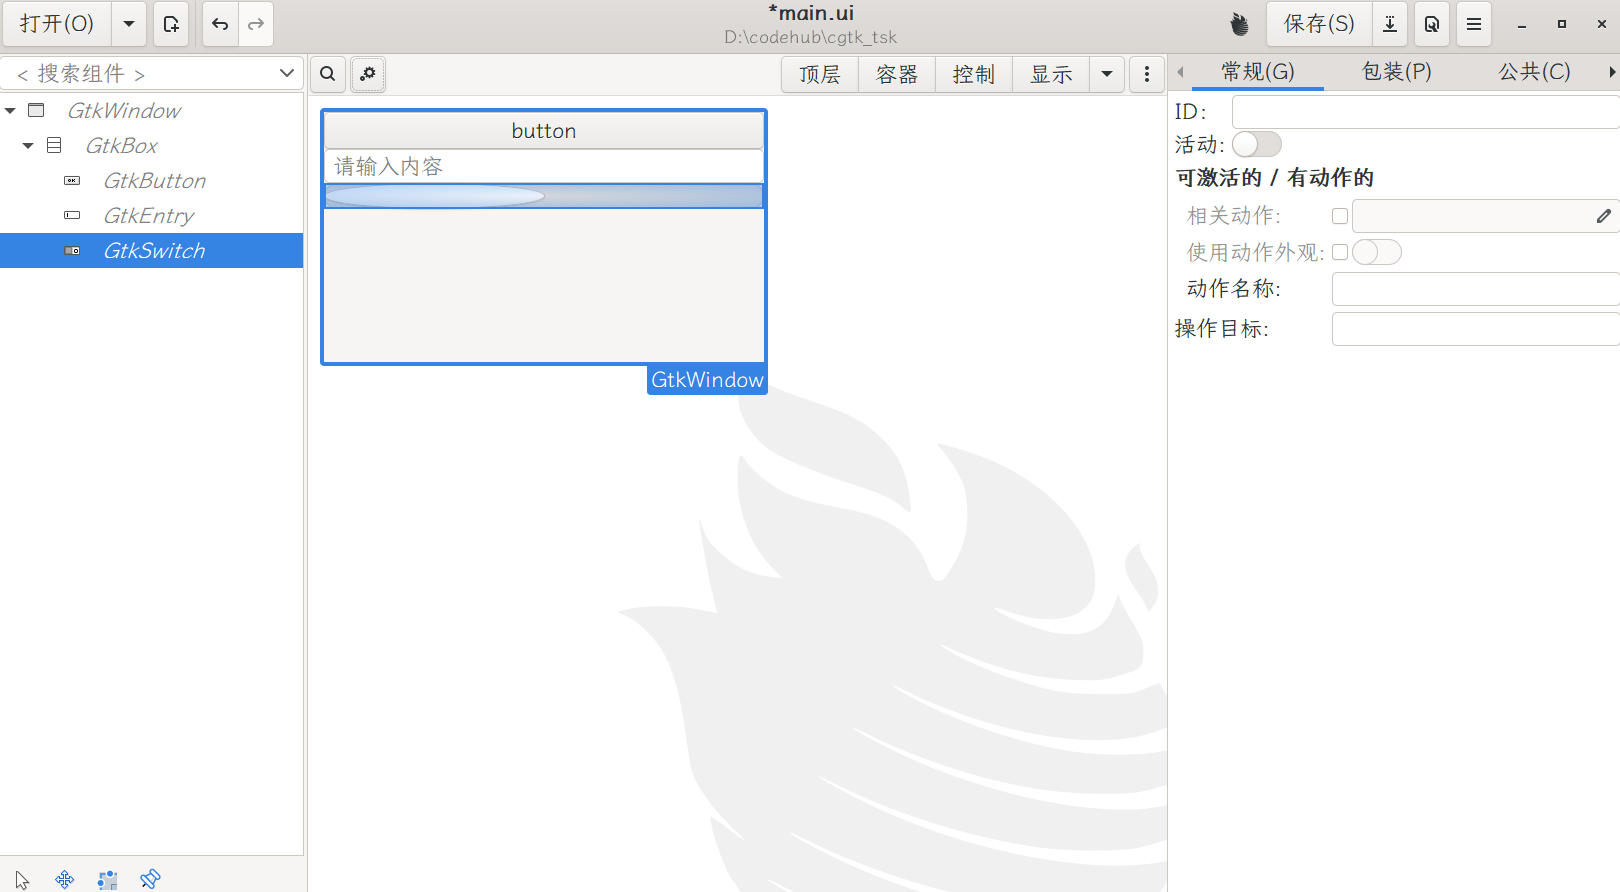 打开(O)
*main.ui
D:\codehub\cgtk_tsk
保存(S)
< 搜索组件 >
顶层
容器
控制
显示
常规(G)
包装(P)
公共(C)
GtkWindow
GtkBox
GtkButton
GtkEntry
GtkSwitch
button
请输入内容
GtkWindow
ID:
活动:
可激活的 / 有动作的
相关动作:
使用动作外观:
动作名称:
操作目标: